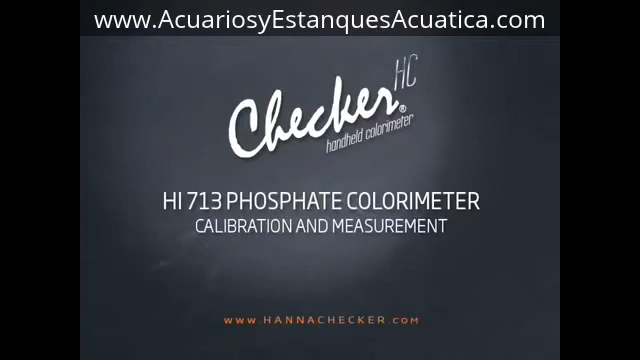 www.AcuariosyEstanquesAcuatica.com
Checker® HC
handheld colorimeter
HI 713 PHOSPHATE COLORIMETER
CALIBRATION AND MEASUREMENT
www.HANNACHECKER.com